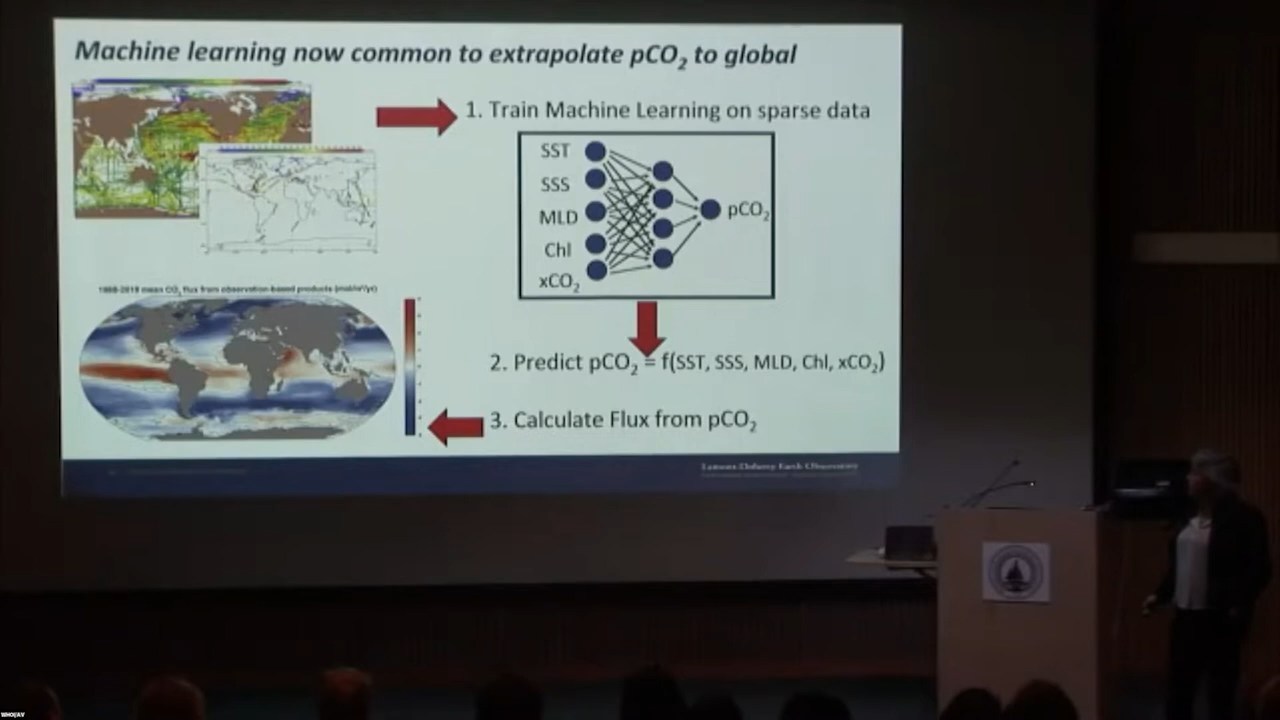 Machine learning now common to extrapolate pCO₂ to global
1. Train Machine Learning on sparse data
SST
SSS
MLD
Chl
xCO₂
pCO₂
1988-2018 mean CO₂ flux from observation-based products (mol/m²/yr)
2. Predict pCO₂ = f(SST, SSS, MLD, Chl, xCO₂)
3. Calculate Flux from pCO₂
Lamont-Doherty Earth Observatory
WHOI/AV